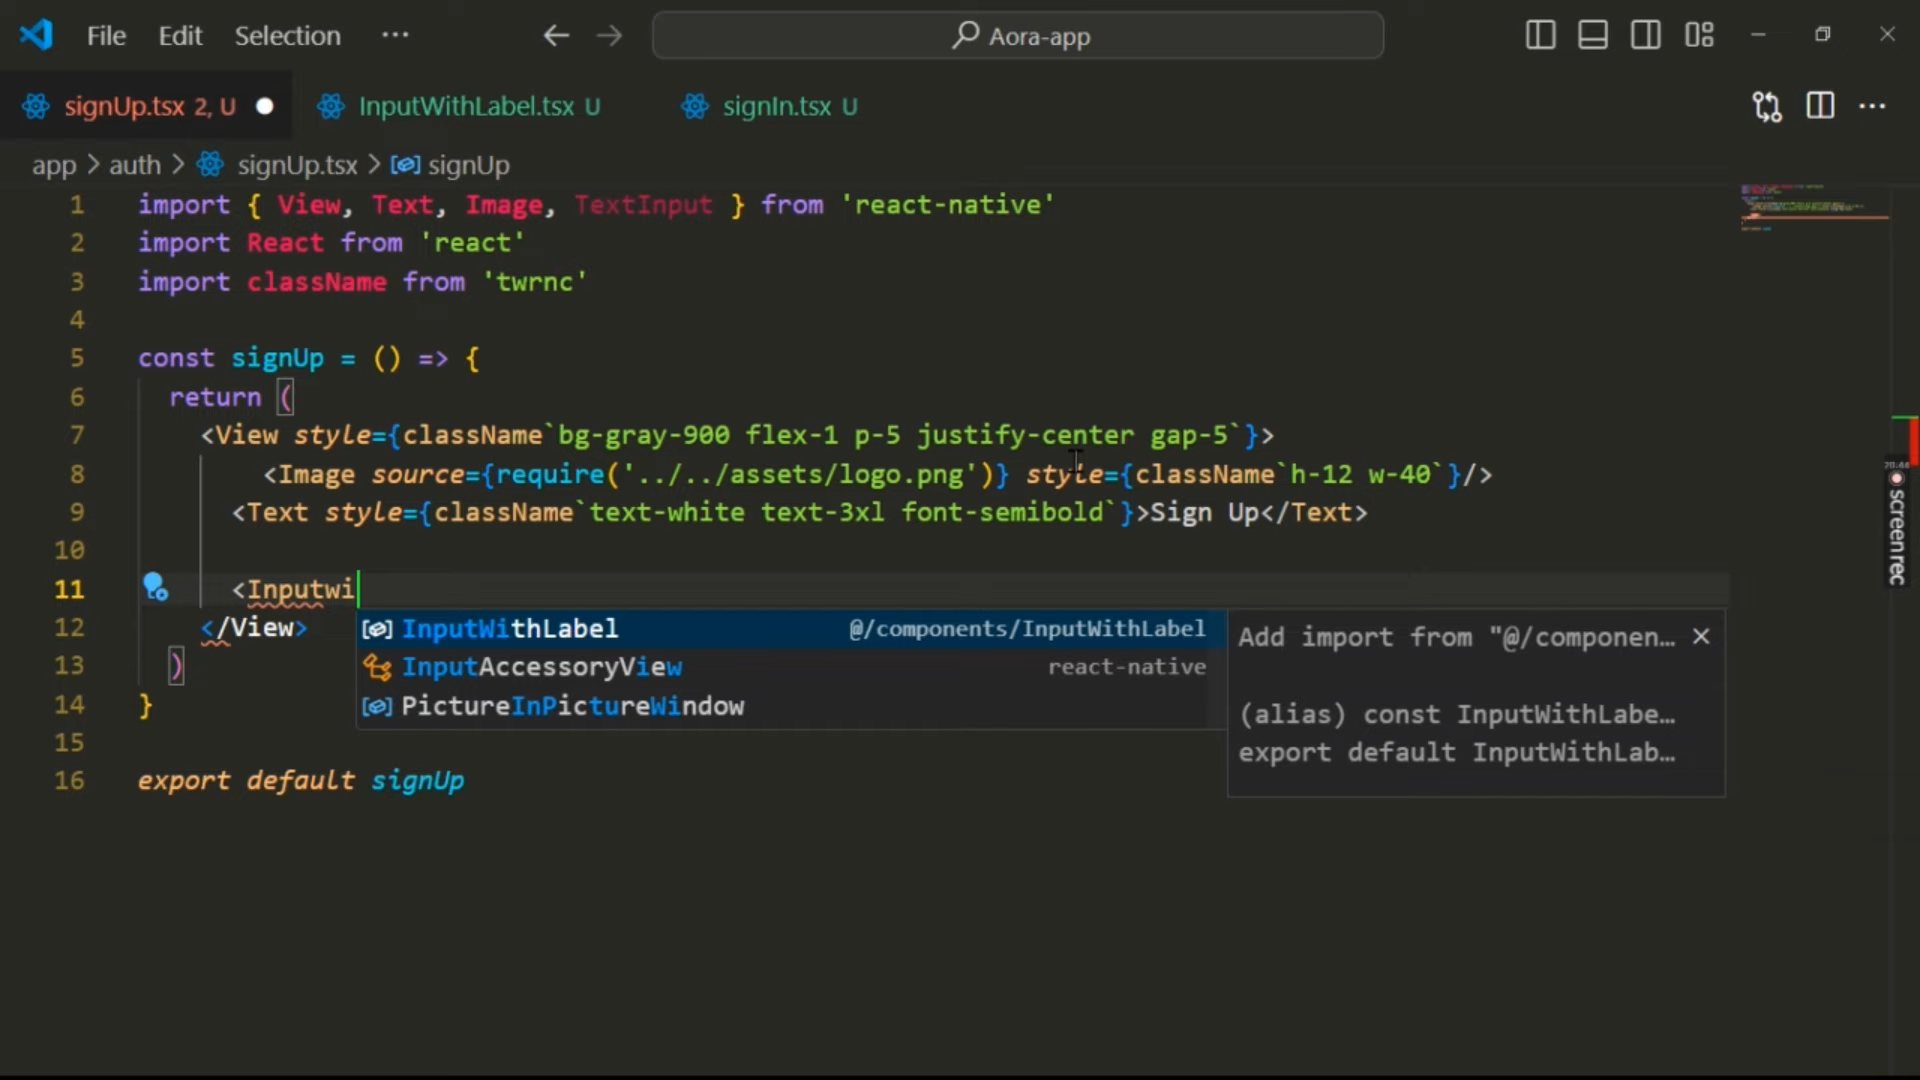 File Edit Selection ··· Aora-app
signUp.tsx 2, U InputWithLabel.tsx U signIn.tsx U
app > auth > signUp.tsx > signUp
1 import { View, Text, Image, TextInput } from 'react-native'
2 import React from 'react'
3 import className from 'twrnc'
4
5 const signUp = () => {
6 return (
7 <View style={className`bg-gray-900 flex-1 p-5 justify-center gap-5`}>
8 <Image source={require('../../assets/logo.png')} style={className`h-12 w-40`}/>
9 <Text style={className`text-white text-3xl font-semibold`}>Sign Up</Text>
10
11 <Inputwi
12 </View>
InputWithLabel @/components/InputWithLabel
InputAccessoryView react-native
PictureInPictureWindow
Add import from "@/componen…
(alias) const InputWithLabe…
export default InputWithLab…
13 )
14 }
15
16 export default signUp
screenrec